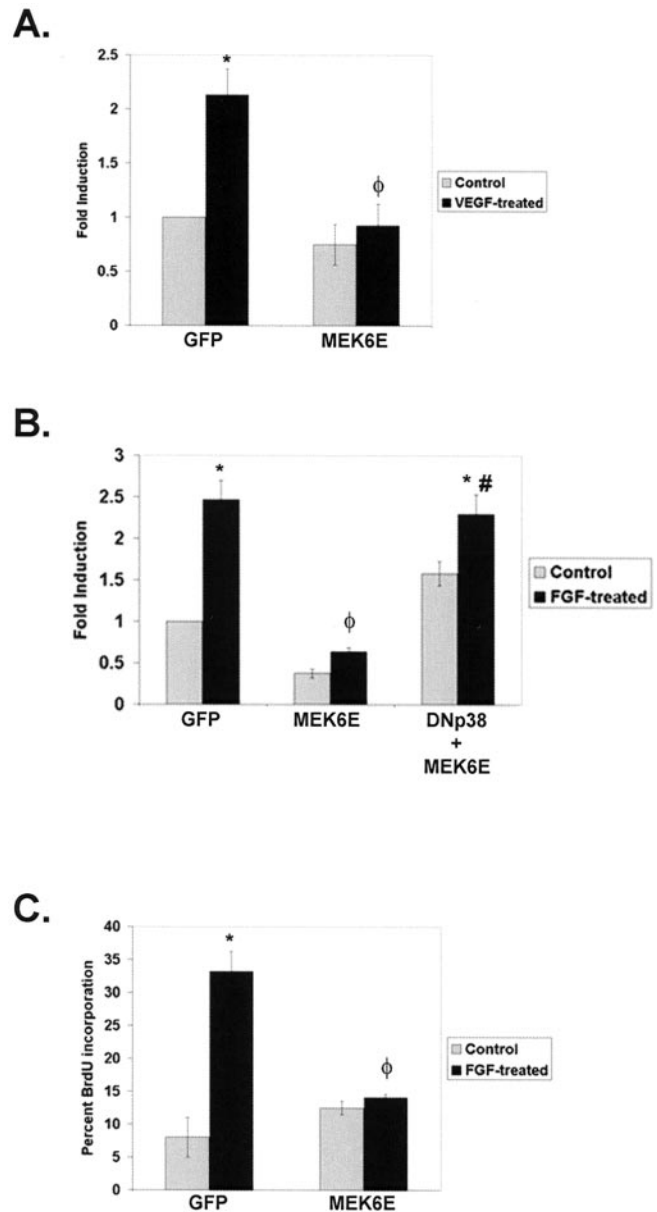 A.
2.5
2
1.5
1
0.5
0
Fold Induction
*
ϕ
GFP
MEK6E
Control
VEGF-treated
B.
3
2.5
2
1.5
1
0.5
0
Fold Induction
*
ϕ
* #
GFP
MEK6E
DNp38
+
MEK6E
Control
FGF-treated
C.
40
35
30
25
20
15
10
5
0
Percent BrdU incorporation
*
ϕ
GFP
MEK6E
Control
FGF-treated